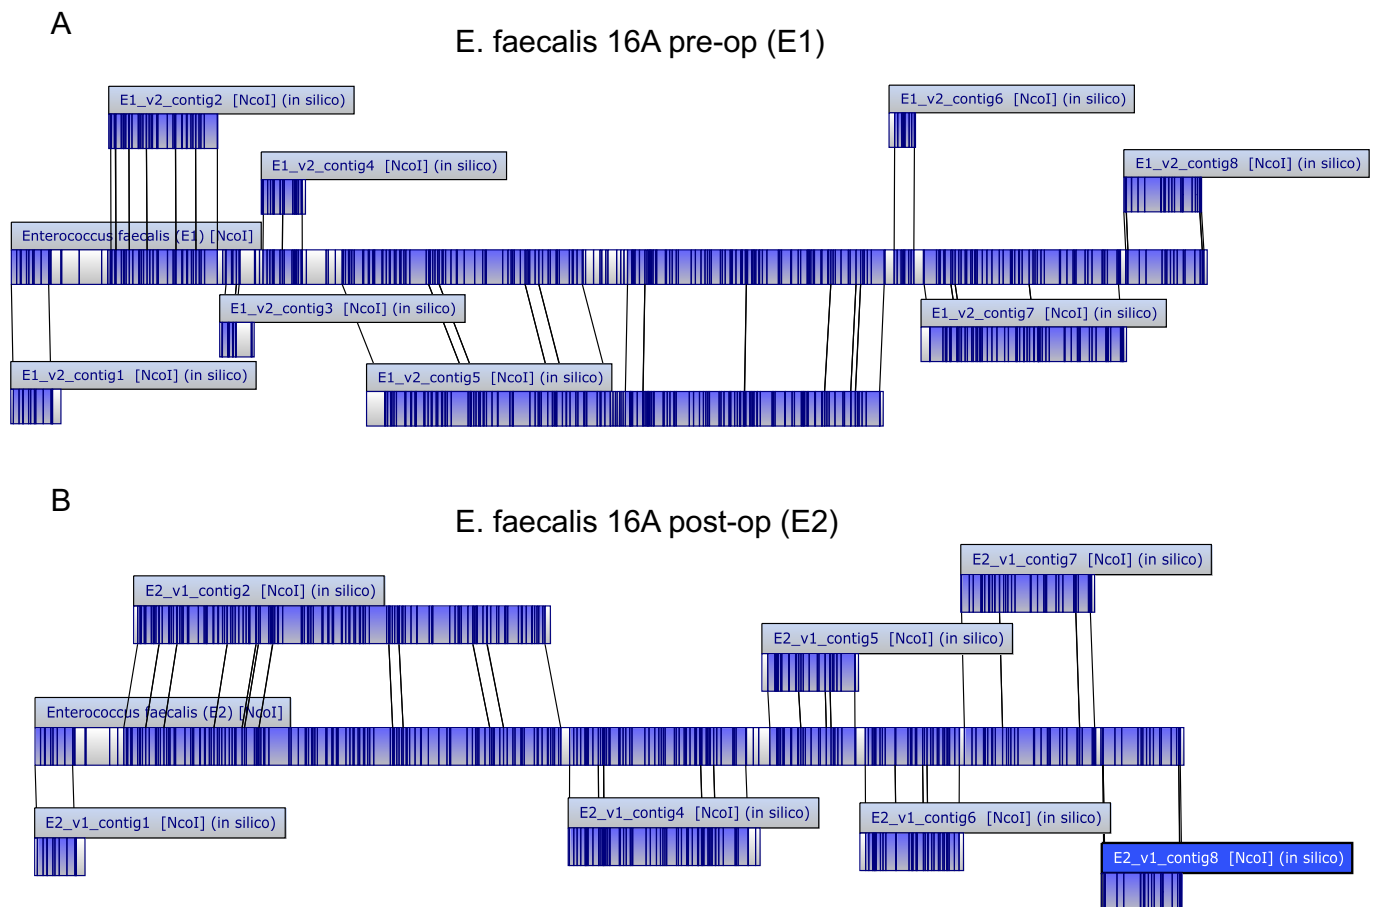 A
E. faecalis 16A pre-op (E1)
E1_v2_contig2 [NcoI] (in silico)
E1_v2_contig6 [NcoI] (in silico)
E1_v2_contig4 [NcoI] (in silico)
E1_v2_contig8 [NcoI] (in silico)
Enterococcus faecalis (E1) [NcoI]
E1_v2_contig3 [NcoI] (in silico)
E1_v2_contig7 [NcoI] (in silico)
E1_v2_contig1 [NcoI] (in silico)
E1_v2_contig5 [NcoI] (in silico)
B
E. faecalis 16A post-op (E2)
E2_v1_contig7 [NcoI] (in silico)
E2_v1_contig2 [NcoI] (in silico)
E2_v1_contig5 [NcoI] (in silico)
Enterococcus faecalis (E2) [NcoI]
E2_v1_contig1 [NcoI] (in silico)
E2_v1_contig4 [NcoI] (in silico)
E2_v1_contig6 [NcoI] (in silico)
E2_v1_contig8 [NcoI] (in silico)